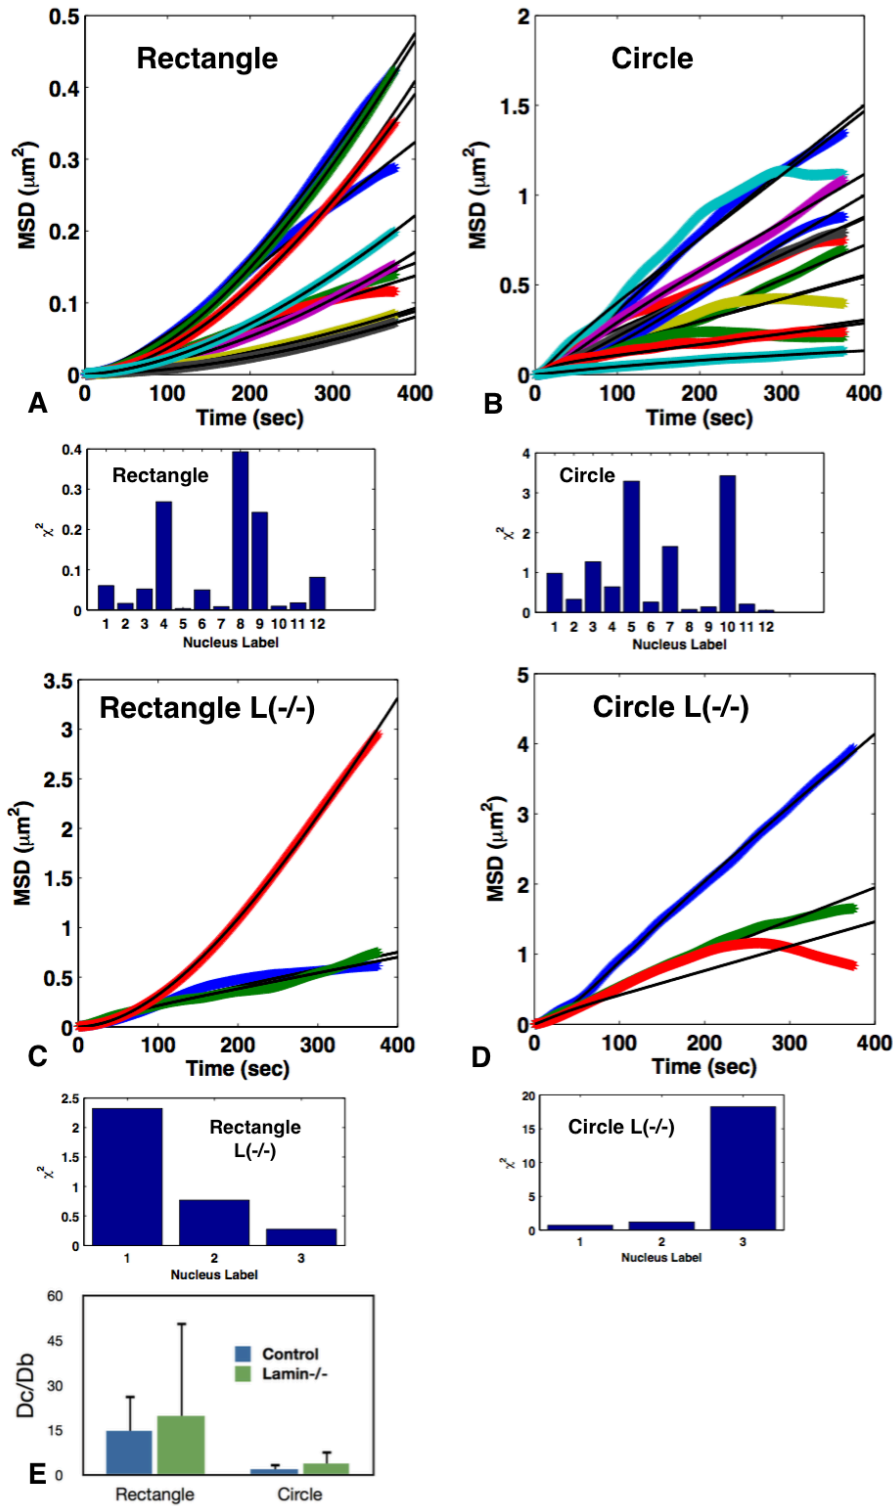 Rectangle
MSD (μm²)
0.5
0.4
0.3
0.2
0.1
0
0 100 200 300 400
Time (sec)
A
Circle
MSD (μm²)
2
1.5
1
0.5
0
0 100 200 300 400
Time (sec)
B
Rectangle
χ²
0.4
0.3
0.2
0.1
0
1 2 3 4 5 6 7 8 9 10 11 12
Nucleus Label
Circle
χ²
4
3
2
1
0
1 2 3 4 5 6 7 8 9 10 11 12
Nucleus Label
Rectangle L(-/-)
MSD (μm²)
3.5
3
2.5
2
1.5
1
0.5
0
0 100 200 300 400
Time (sec)
C
Circle L(-/-)
MSD (μm²)
5
4
3
2
1
0
0 100 200 300 400
Time (sec)
D
Rectangle
L(-/-)
χ²
2.5
2
1.5
1
0.5
0
1 2 3
Nucleus Label
Circle L(-/-)
χ²
20
15
10
5
0
1 2 3
Nucleus Label
Dc/Db
60
45
30
15
0
Control
Lamin-/-
Rectangle Circle
E